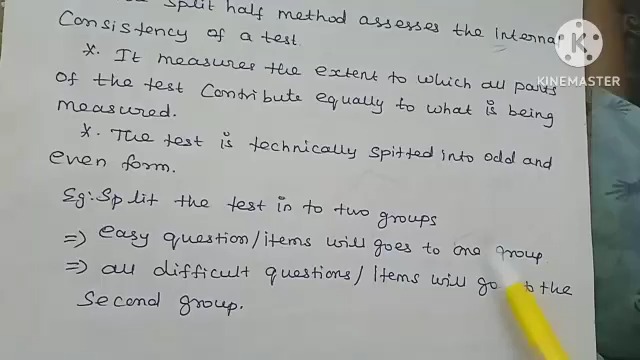 split half method assesses the internal
Consistency of a test.
*. It measures the extent to which all parts
of the test contribute equally to what is being
measured.
*. The test is technically spitted into odd and
even form.
Eg: Split the test in to two groups
⇒ easy question/items will goes to one group
⇒ all difficult questions/items will go to the
Second group.
KINEMASTER